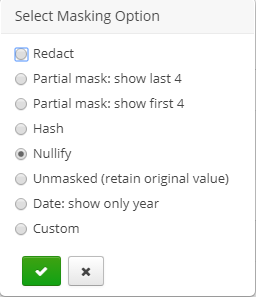 Select Masking Option
Redact
Partial mask: show last 4
Partial mask: show first 4
Hash
Nullify
Unmasked (retain original value)
Date: show only year
Custom